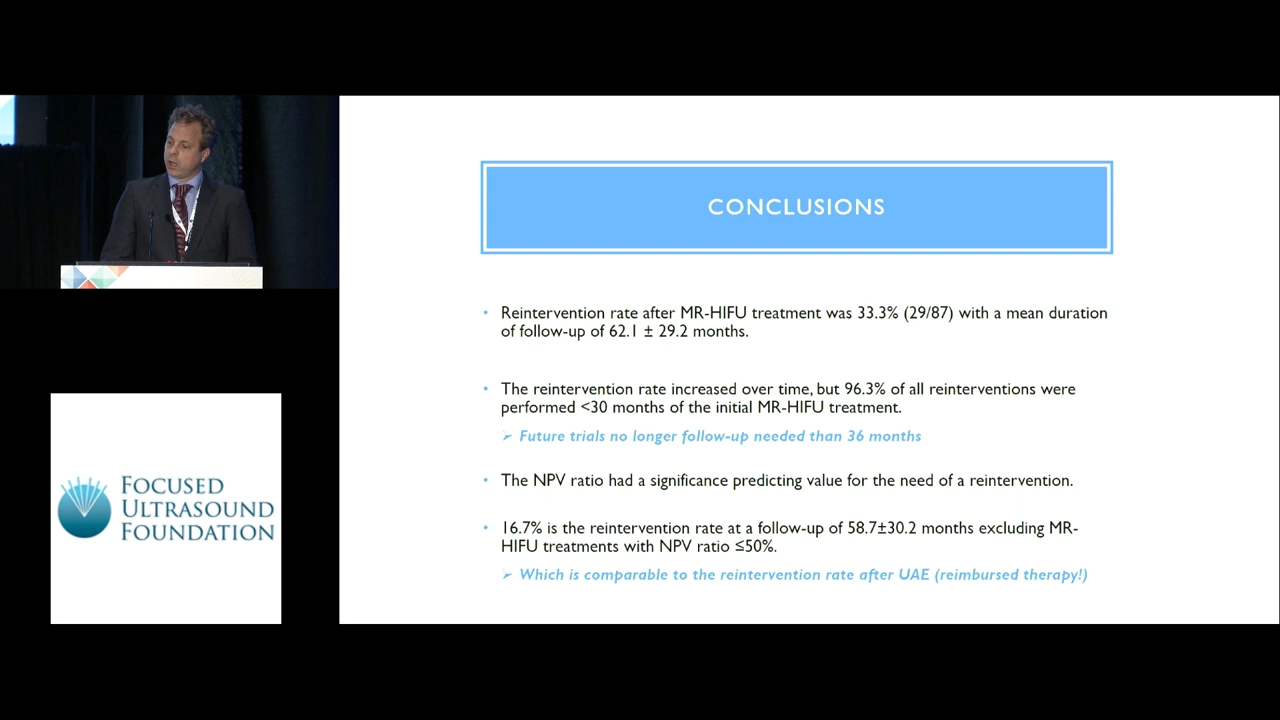 CONCLUSIONS
• Reintervention rate after MR-HIFU treatment was 33.3% (29/87) with a mean duration
of follow-up of 62.1 ± 29.2 months.
• The reintervention rate increased over time, but 96.3% of all reinterventions were
performed <30 months of the initial MR-HIFU treatment.
➢ Future trials no longer follow-up needed than 36 months
• The NPV ratio had a significance predicting value for the need of a reintervention.
• 16.7% is the reintervention rate at a follow-up of 58.7±30.2 months excluding MR-
HIFU treatments with NPV ratio ≤50%.
➢ Which is comparable to the reintervention rate after UAE (reimbursed therapy!)
FOCUSED
ULTRASOUND
FOUNDATION